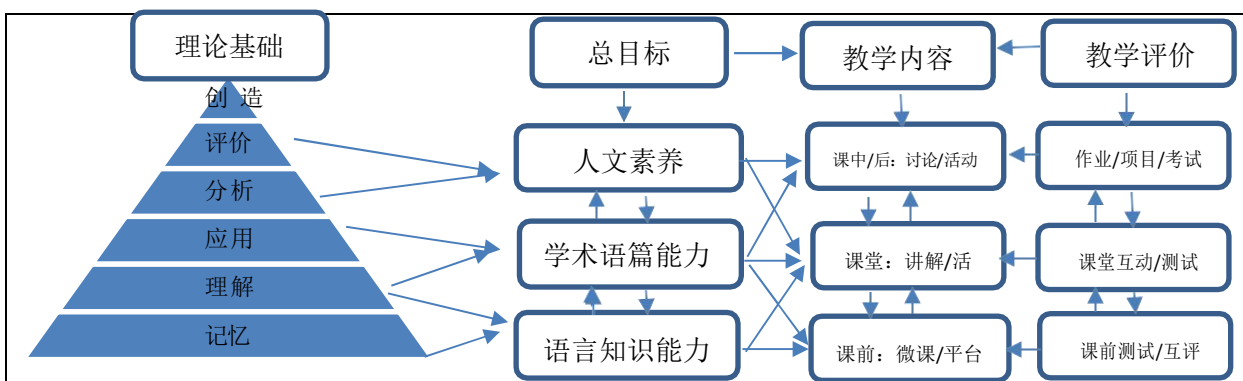 理论基础
总目标
教学内容
教学评价
创 造
评价
分析
应用
理解
记忆
人文素养
学术语篇能力
语言知识能力
课中/后：讨论/活动
课堂：讲解/活
课前：微课/平台
作业/项目/考试
课堂互动/测试
课前测试/互评